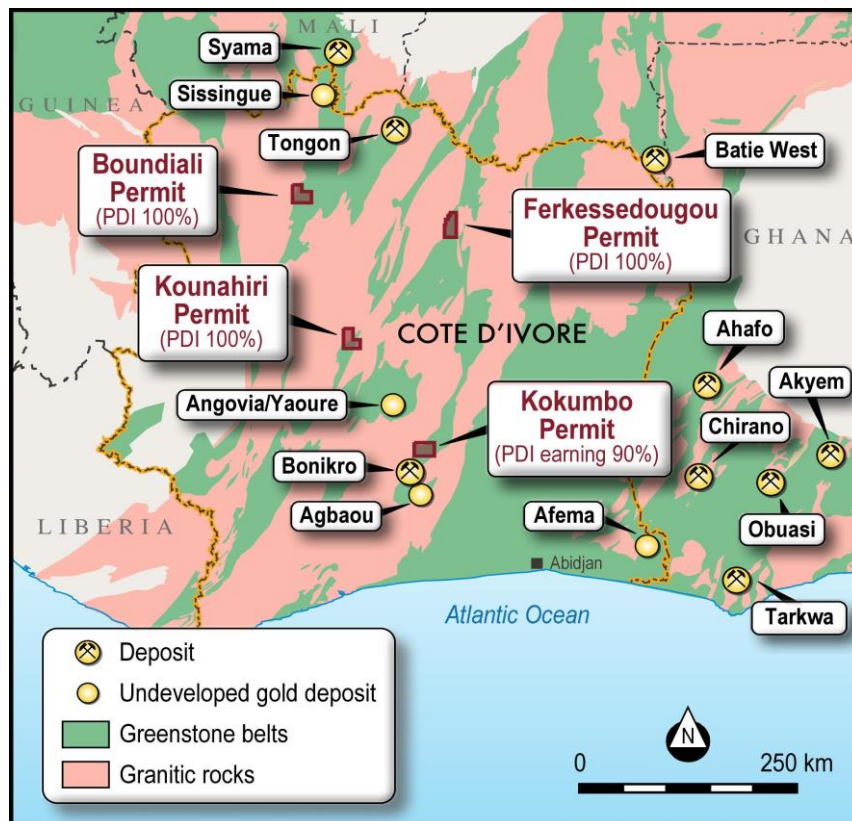 MALI
Syama
GUINEA
Sissingue
Tongon
Batie West
Boundiali
Permit
(PDI 100%)
Ferkessedougou
Permit
(PDI 100%)
GHANA
Kounahiri
Permit
(PDI 100%)
COTE D'IVORE
Ahafo
Akyem
Angovia/Yaoure
Kokumbo
Permit
(PDI earning 90%)
Chirano
Bonikro
Agbaou
LIBERIA
Afema
Obuasi
Abidjan
Tarkwa
Atlantic Ocean
Deposit
Undeveloped gold deposit
Greenstone belts
Granitic rocks
N
0 250 km